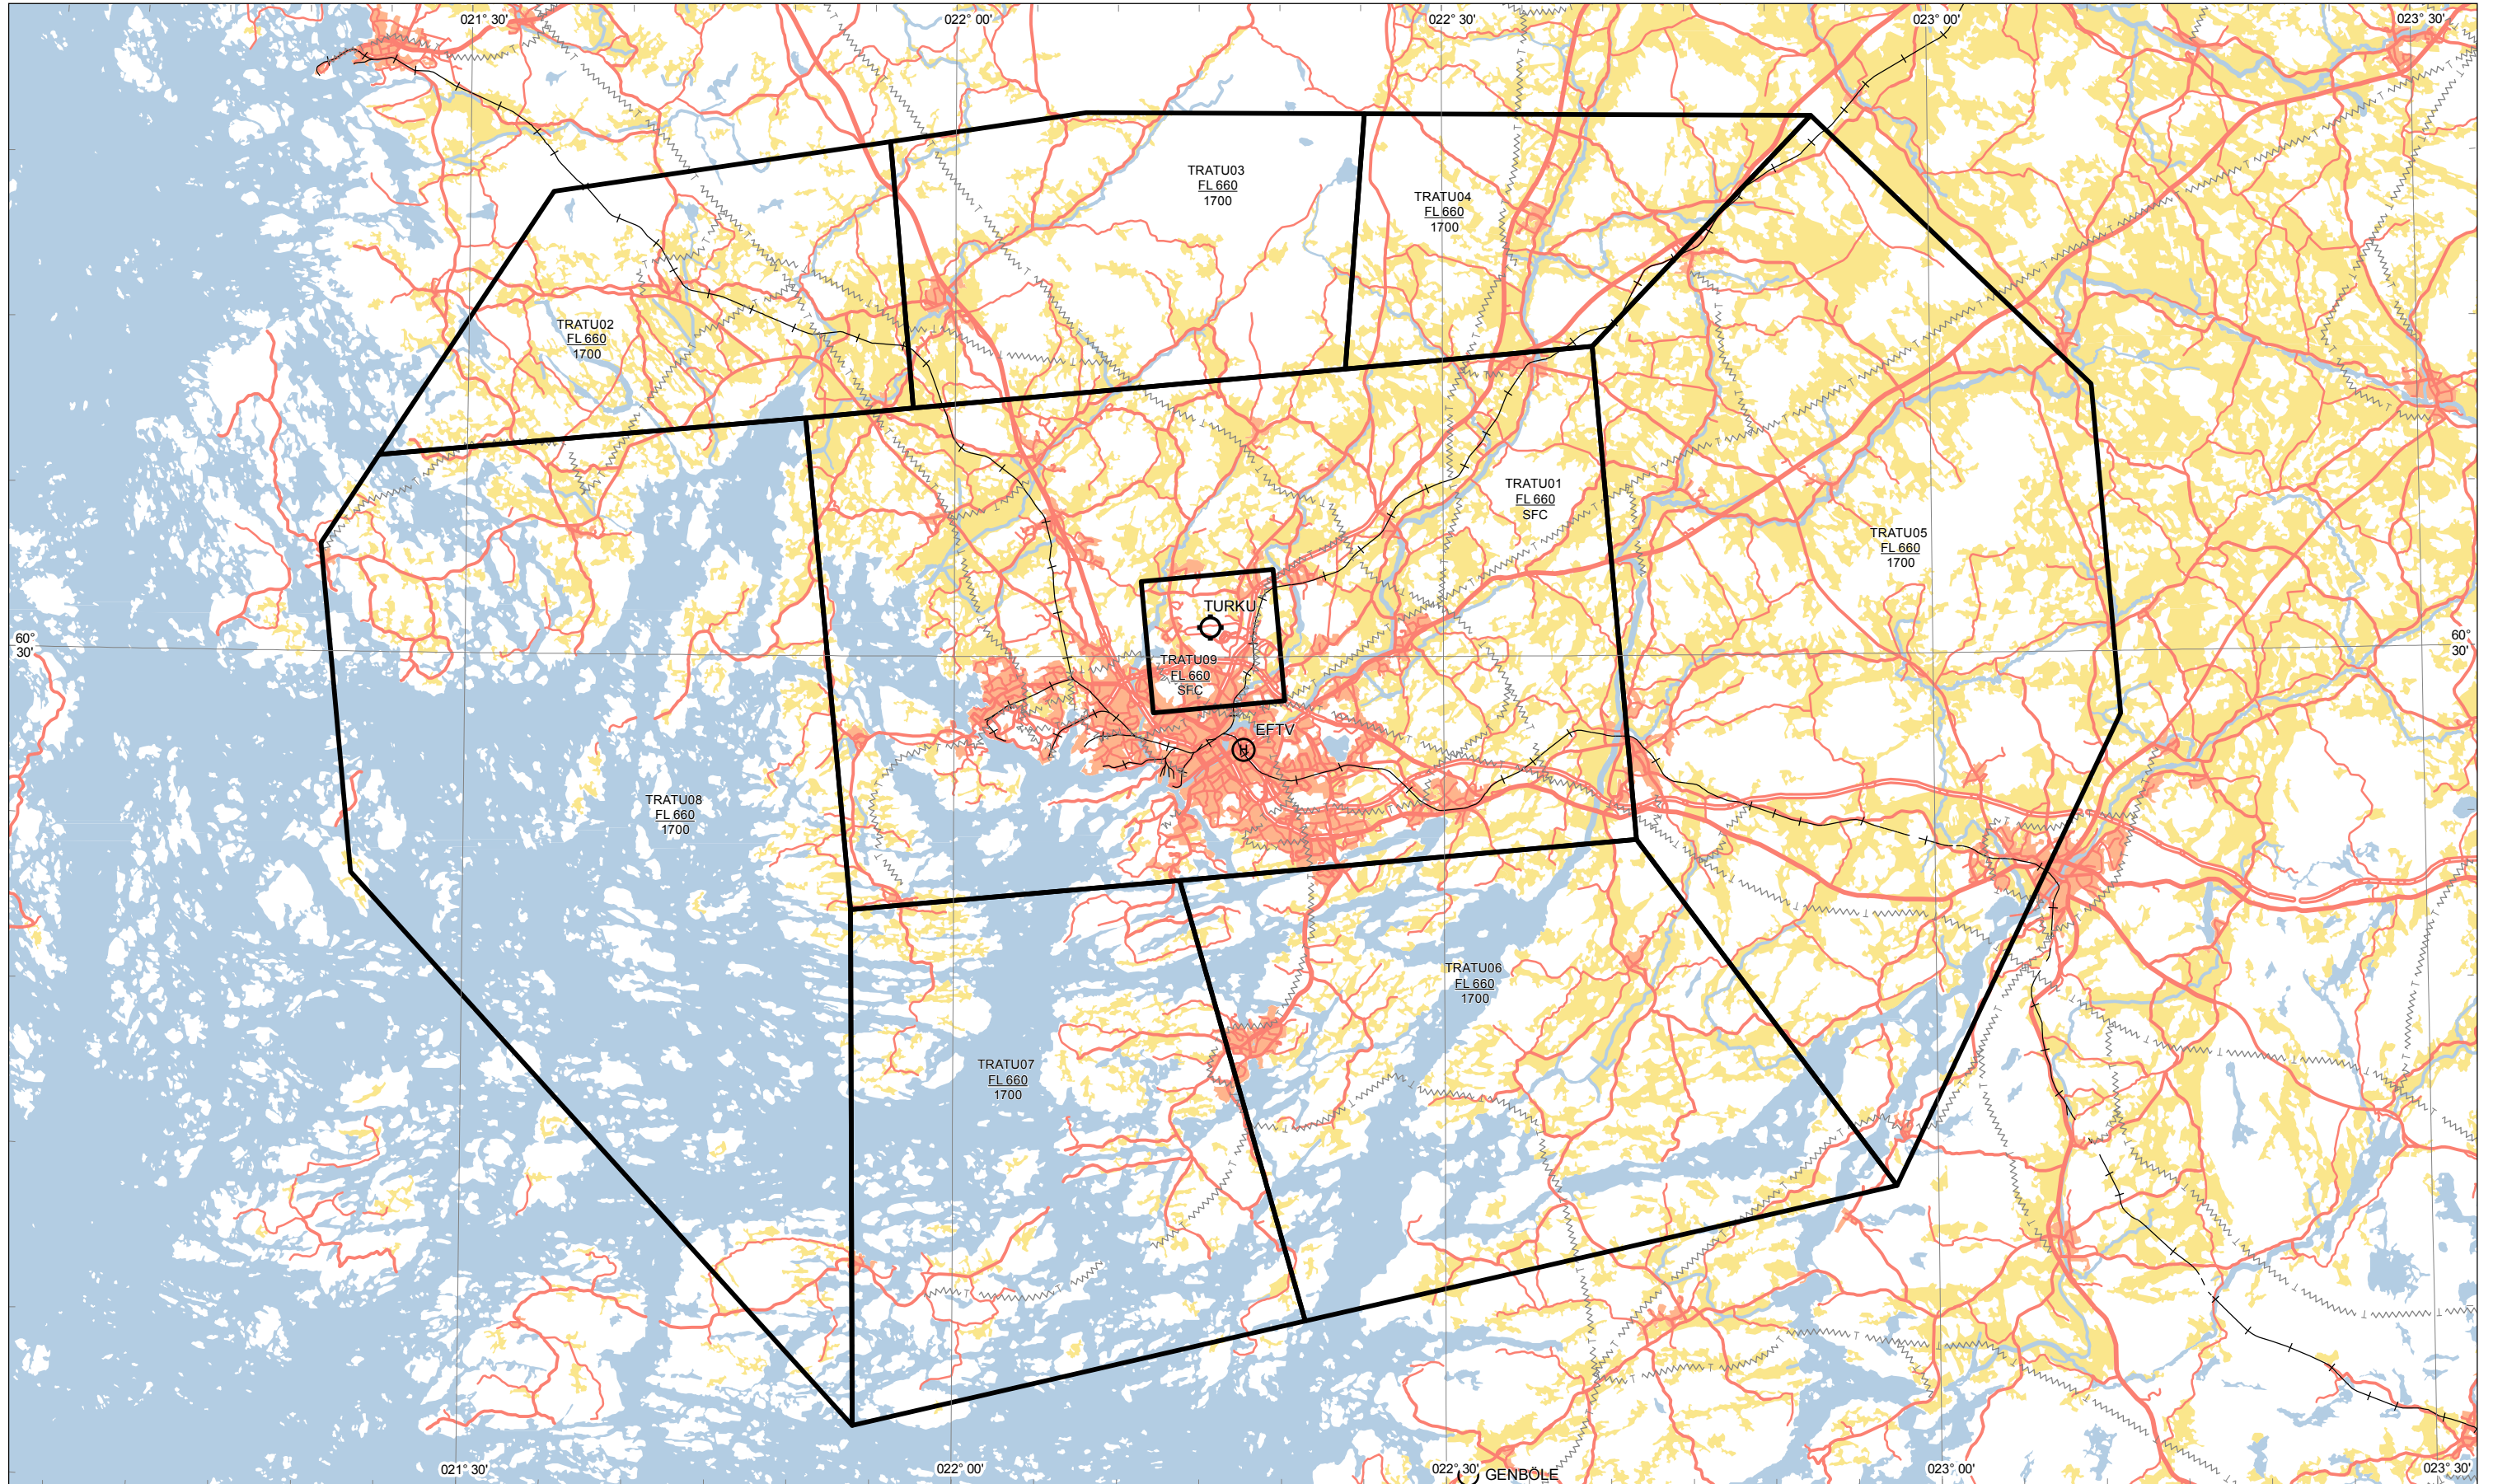 021° 30'
022° 00'
022° 30'
023° 00'
023° 30'
TRATU03
FL 660
1700
TRATU04
FL 660
1700
TRATU02
FL 660
1700
TRATU01
FL 660
SFC
TRATU05
FL 660
1700
TURKU
60°
30'
60°
30'
TRATU09
FL 660
SFC
EFTV
H
TRATU08
FL 660
1700
TRATU06
FL 660
1700
TRATU07
FL 660
1700
021° 30'
022° 00'
022° 30'
GENBÖLE
023° 00'
023° 30'